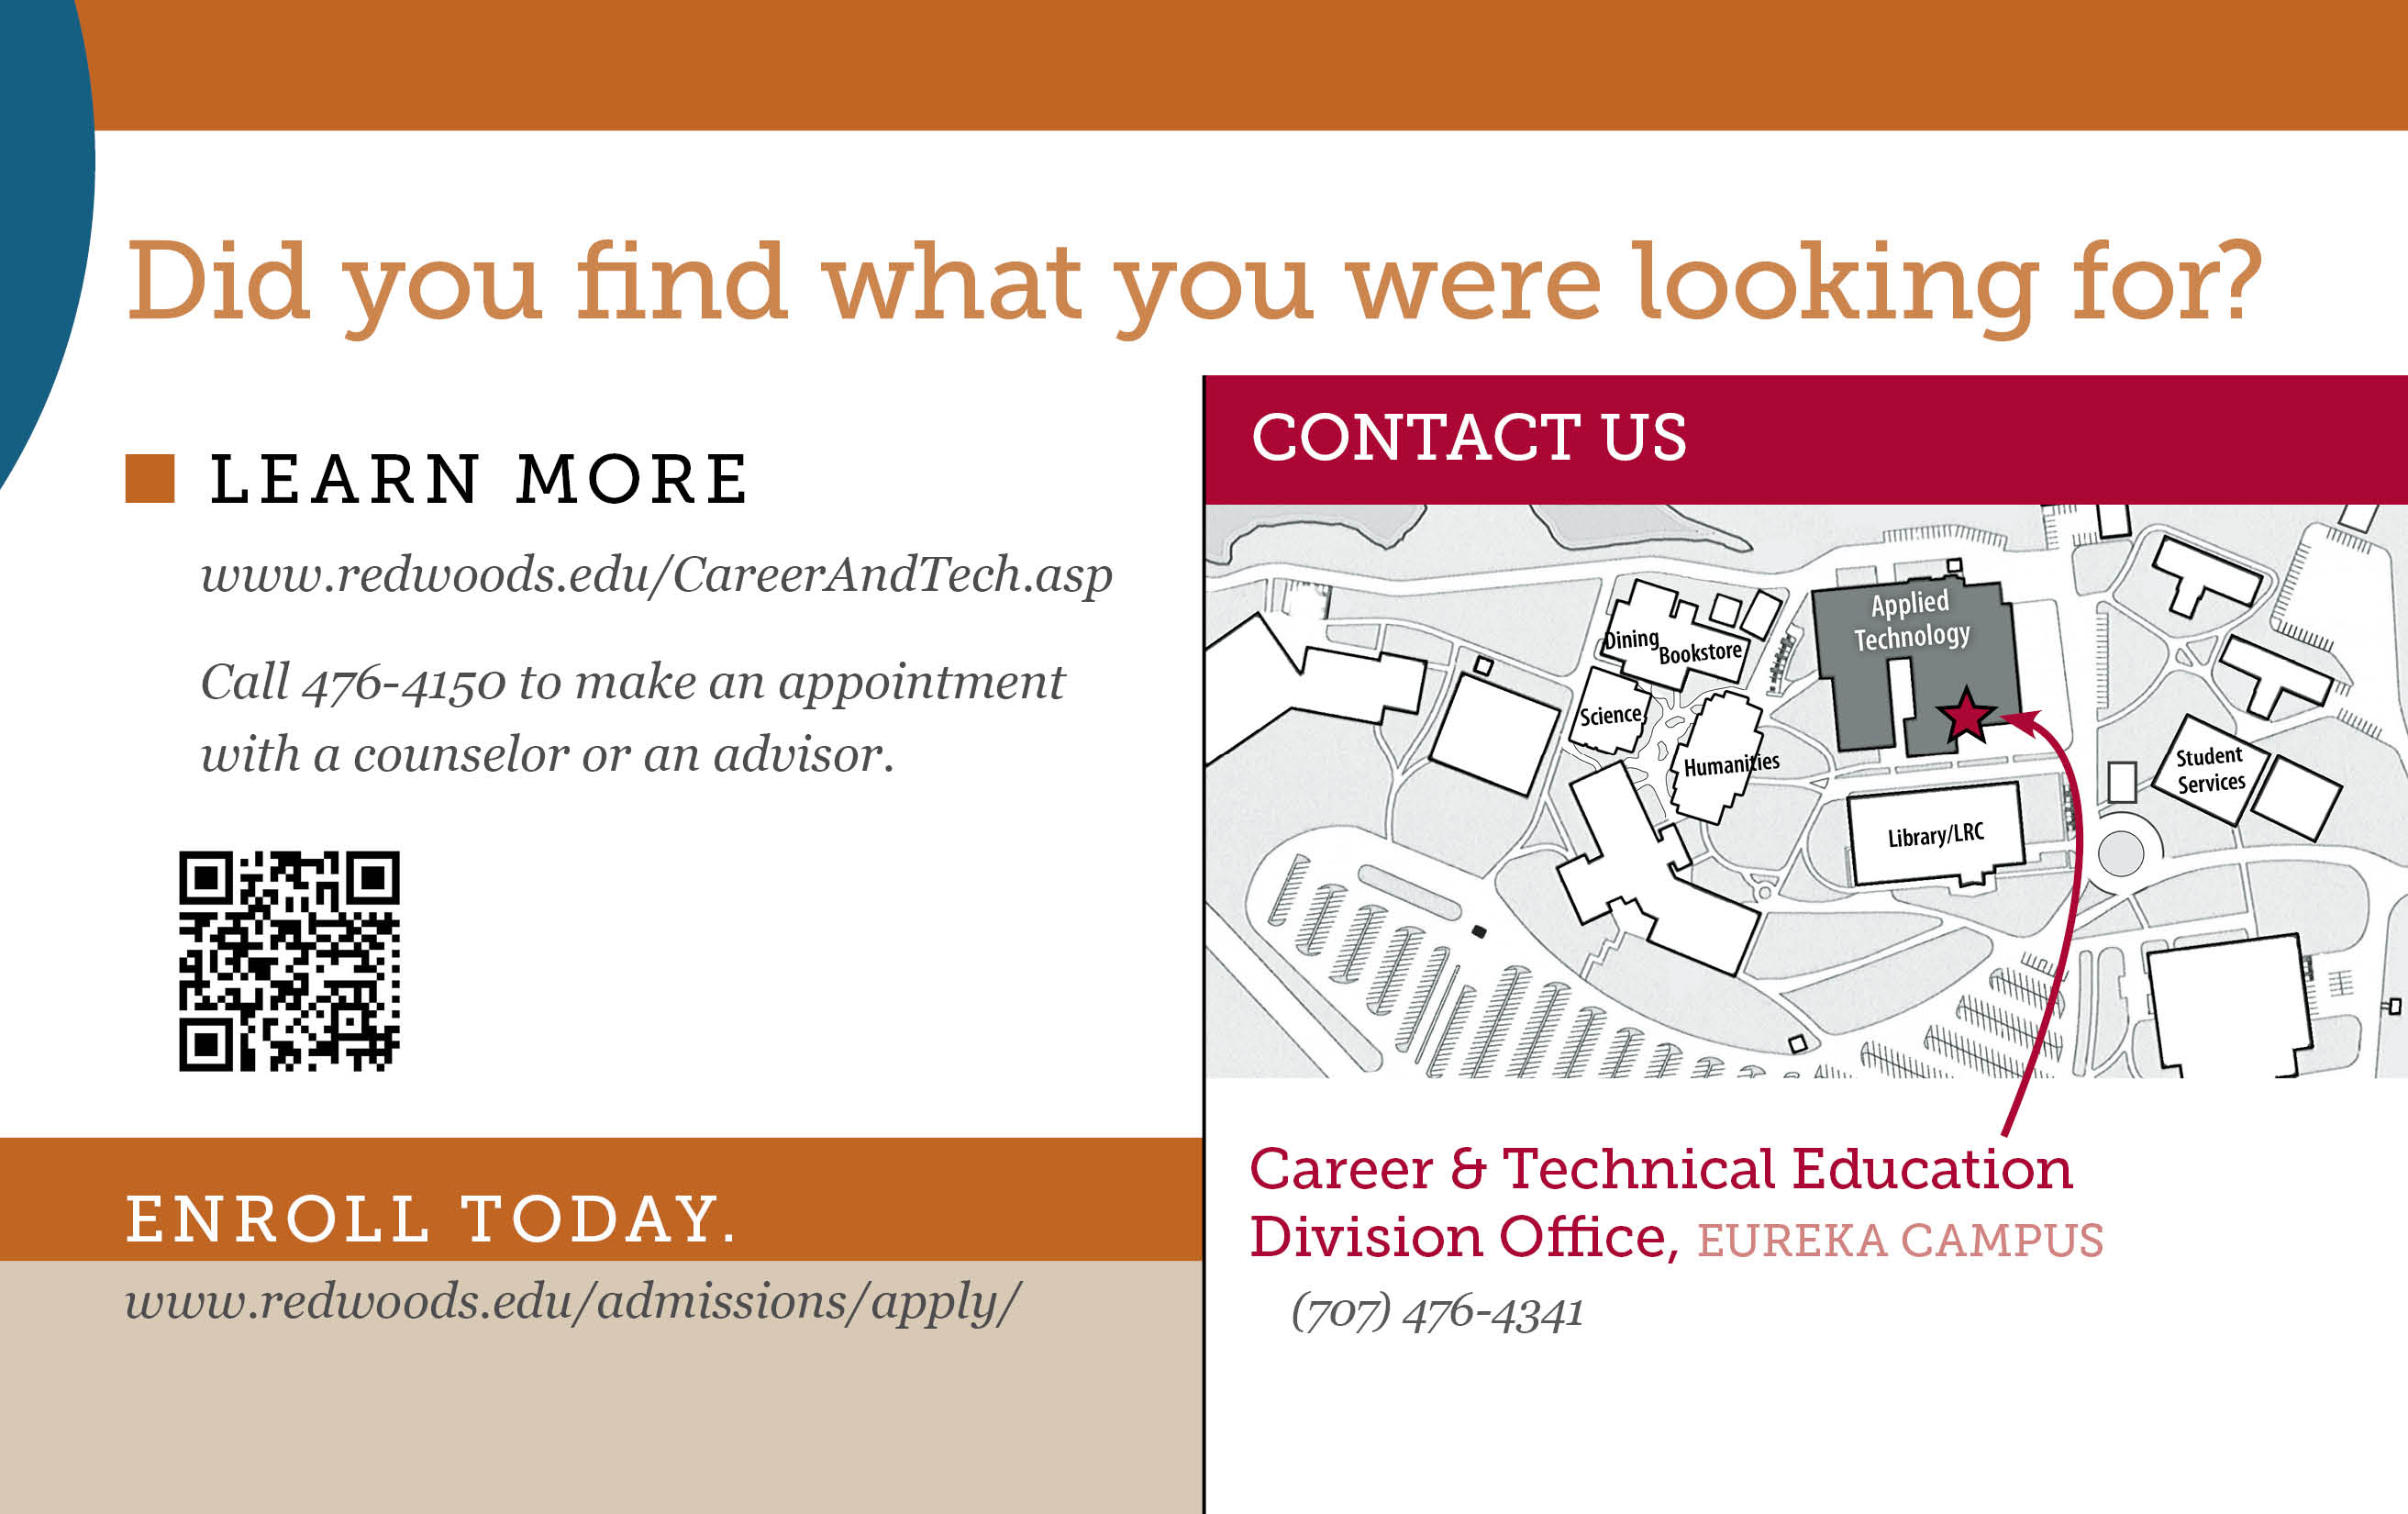 Did you find what you were looking for?
LEARN MORE
www.redwoods.edu/CareerAndTech.asp
Call 476-4150 to make an appointment
with a counselor or an advisor.
ENROLL TODAY.
www.redwoods.edu/admissions/apply/
CONTACT US
Applied
Technology
Dining
Bookstore
Science
Humanities
Library/LRC
Student
Services
Career & Technical Education
Division Office, EUREKA CAMPUS
(707) 476-4341